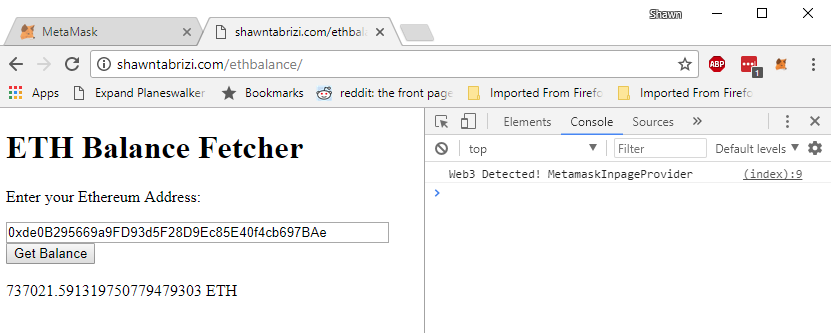 Shawn
MetaMask
shawntabrizi.com/ethbala
shawntabrizi.com/ethbalance/
ABP
1
Apps
Expand Planeswalker
Bookmarks
reddit: the front page
Imported From Firefo
Imported From Firefo
Elements
Console
Sources
top
Filter
Default levels
Web3 Detected! MetamaskInpageProvider
(index):9
ETH Balance Fetcher
Enter your Ethereum Address:
0xde0B295669a9FD93d5F28D9Ec85E40f4cb697BAe
Get Balance
737021.591319750779479303 ETH